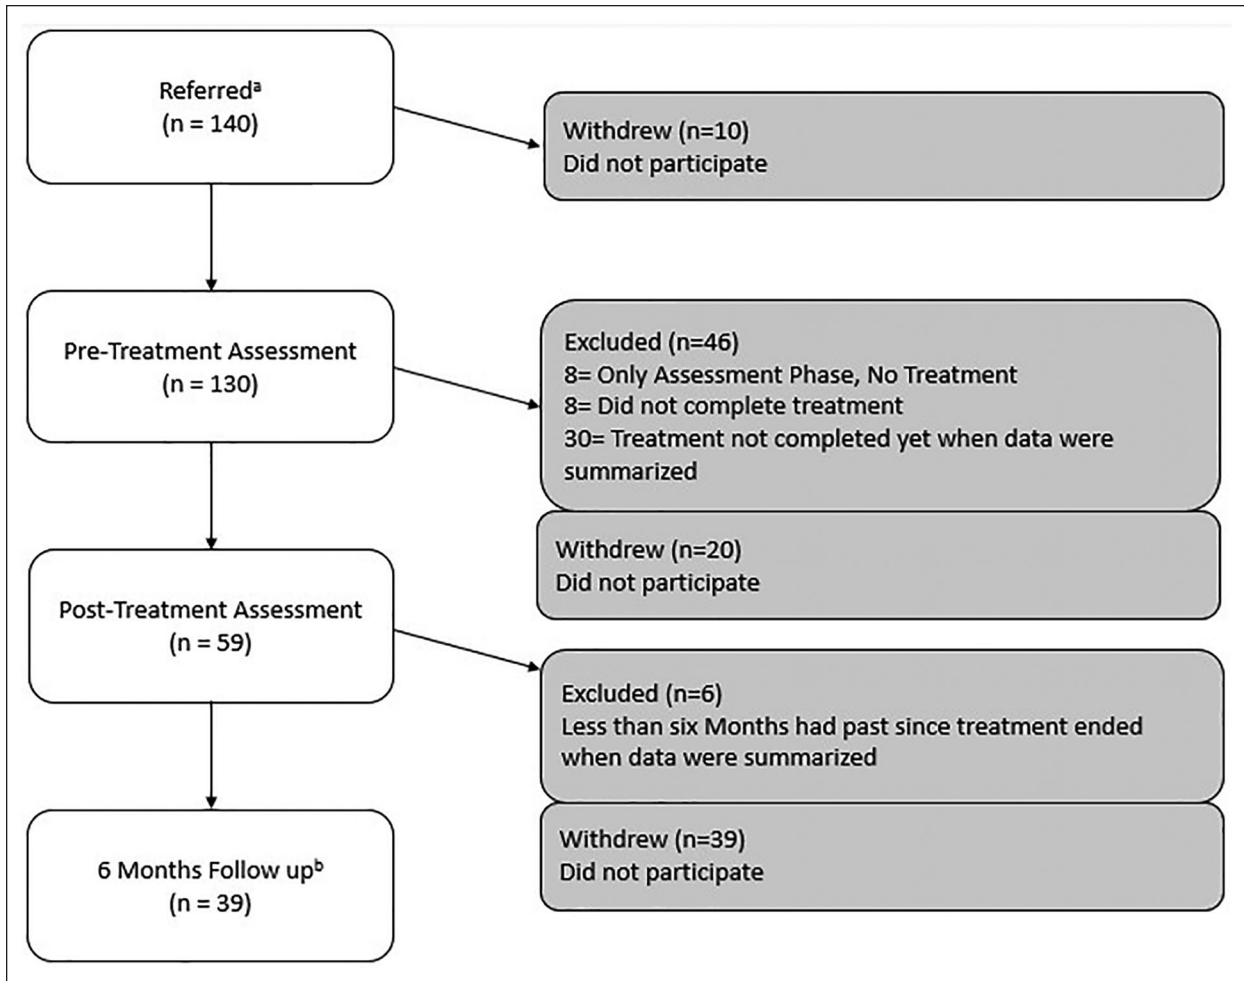 Referredᵃ
(n = 140)
Withdrew (n=10)
Did not participate
Pre-Treatment Assessment
(n = 130)
Excluded (n=46)
8= Only Assessment Phase, No Treatment
8= Did not complete treatment
30= Treatment not completed yet when data were
summarized
Withdrew (n=20)
Did not participate
Post-Treatment Assessment
(n = 59)
Excluded (n=6)
Less than six Months had past since treatment ended
when data were summarized
Withdrew (n=39)
Did not participate
6 Months Follow upᵇ
(n = 39)